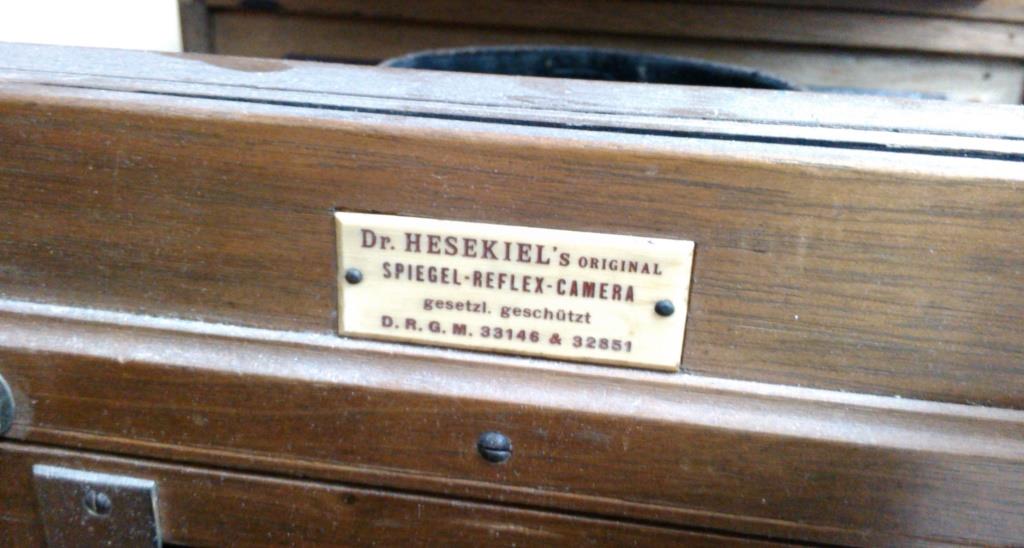 Dr. HESEKIEL's ORIGINAL
SPIEGEL-REFLEX-CAMERA
gesetzl. geschützt
D. R. G. M. 33146 & 32851